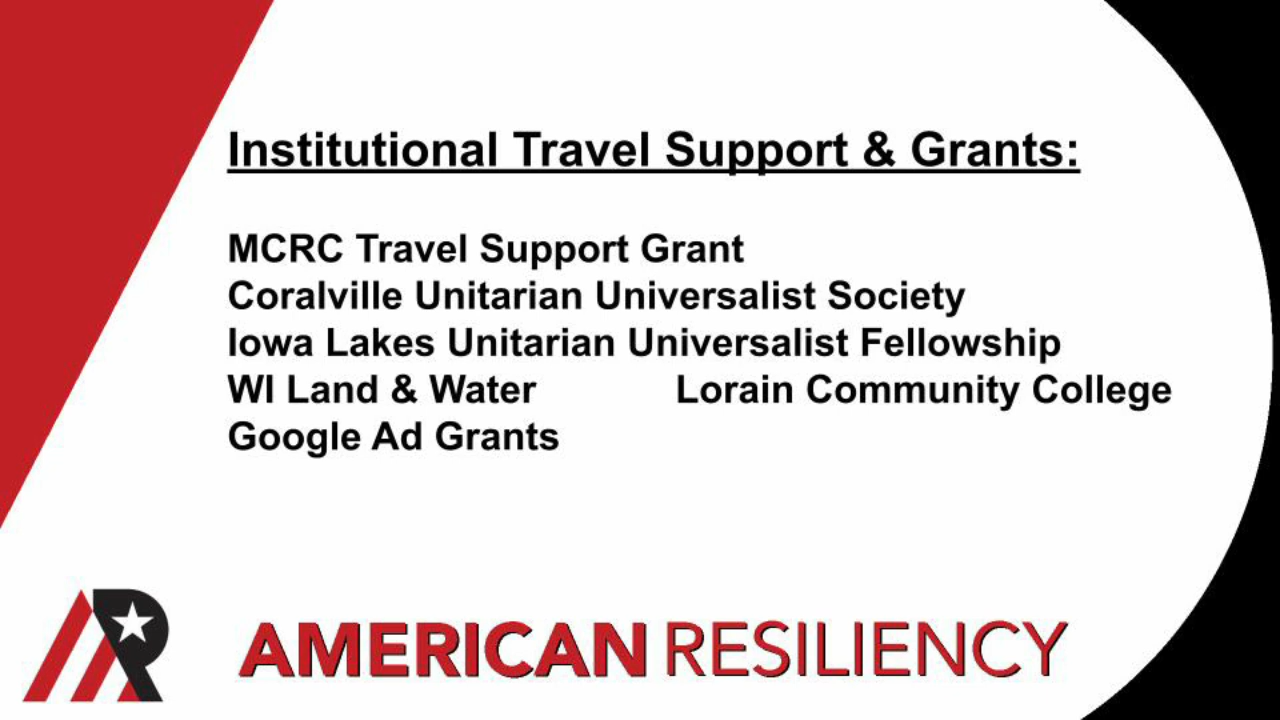 Institutional Travel Support & Grants:
MCRC Travel Support Grant
Coralville Unitarian Universalist Society
Iowa Lakes Unitarian Universalist Fellowship
WI Land & Water Lorain Community College
Google Ad Grants
AR
AMERICAN RESILIENCY